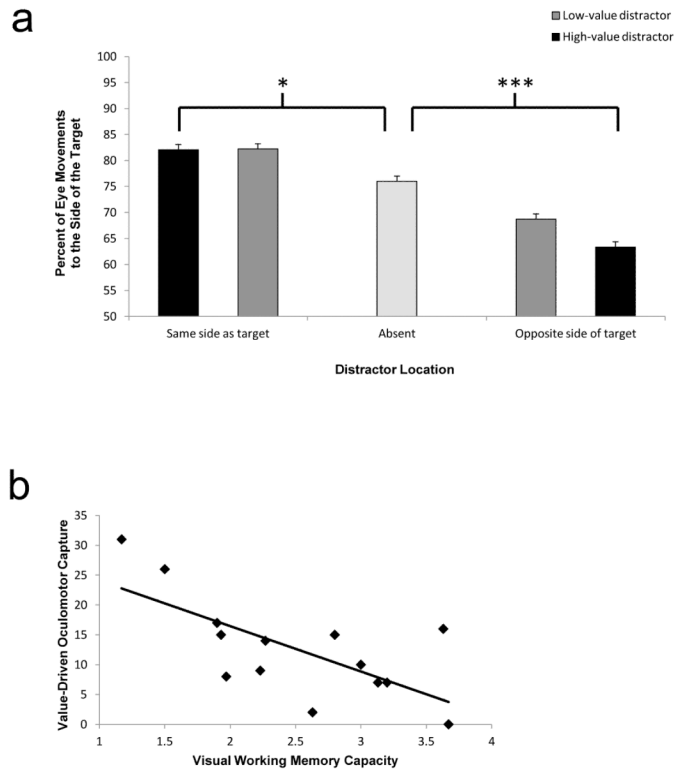 a
Low-value distractor
High-value distractor
Percent of Eye Movements
to the Side of the Target
100
95
90
85
80
75
70
65
60
55
50
*
***
Same side as target
Absent
Opposite side of target
Distractor Location
b
Value-Driven Oculomotor Capture
35
30
25
20
15
10
5
0
1
1.5
2
2.5
3
3.5
4
Visual Working Memory Capacity